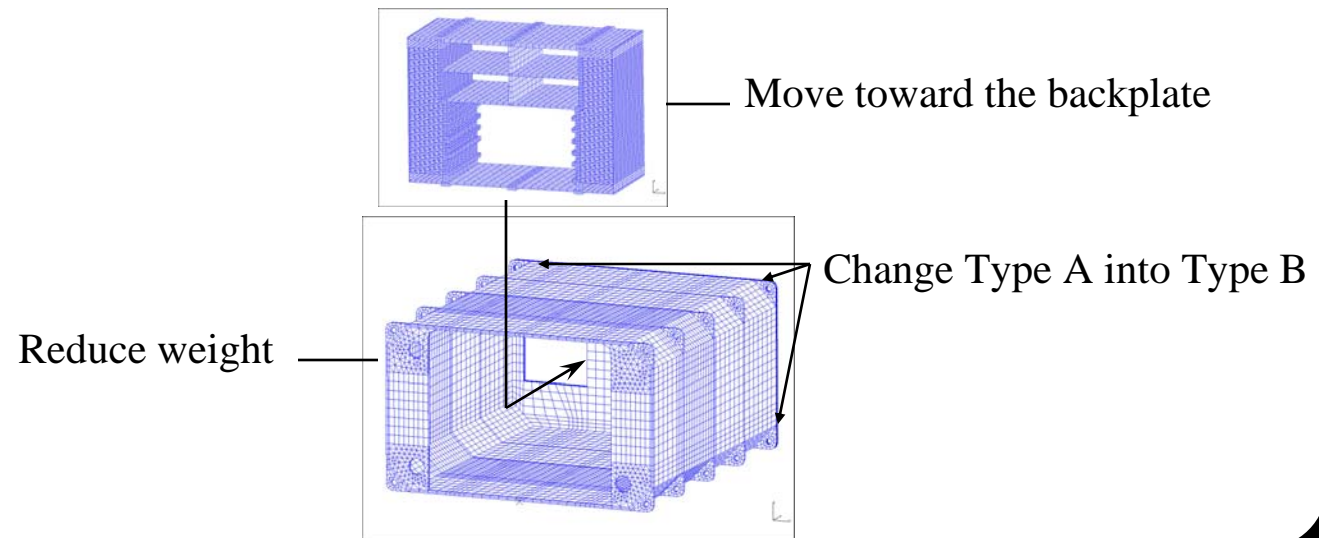 Move toward the backplate
Change Type A into Type B
Reduce weight